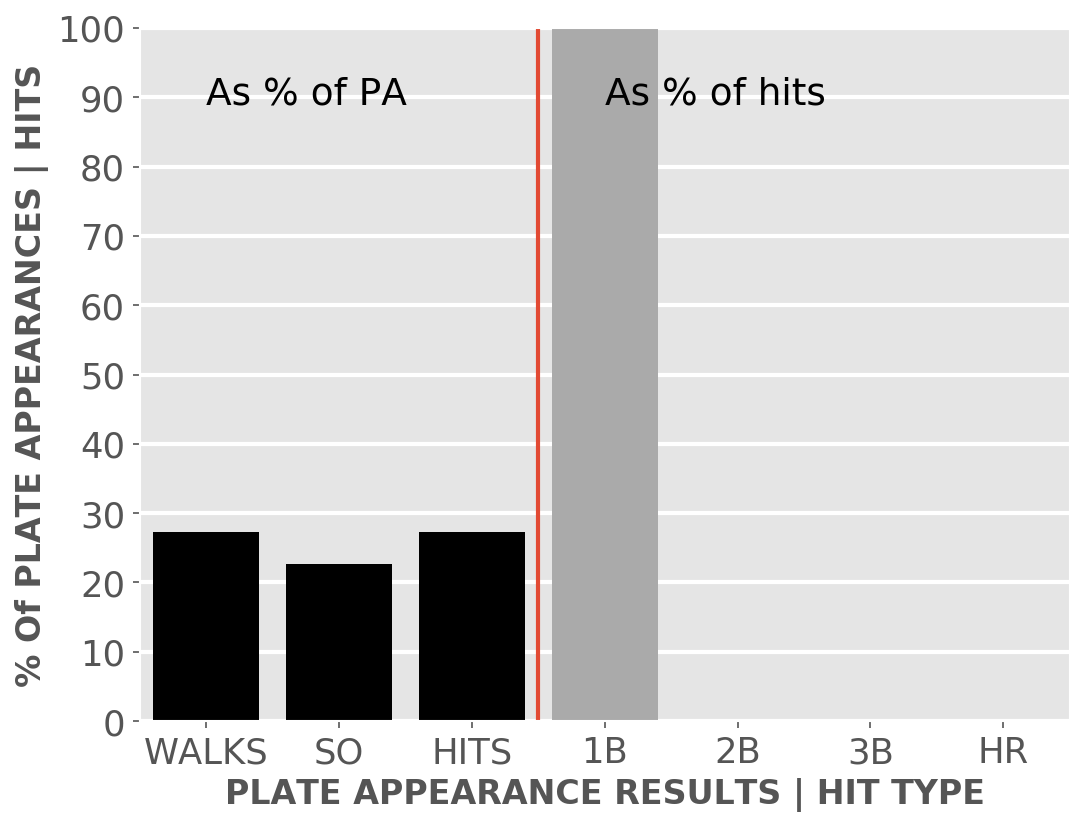 % Of PLATE APPEARANCES | HITS
100
90
80
70
60
50
40
30
20
10
0
As % of PA
As % of hits
WALKS SO HITS 1B 2B 3B HR
PLATE APPEARANCE RESULTS | HIT TYPE